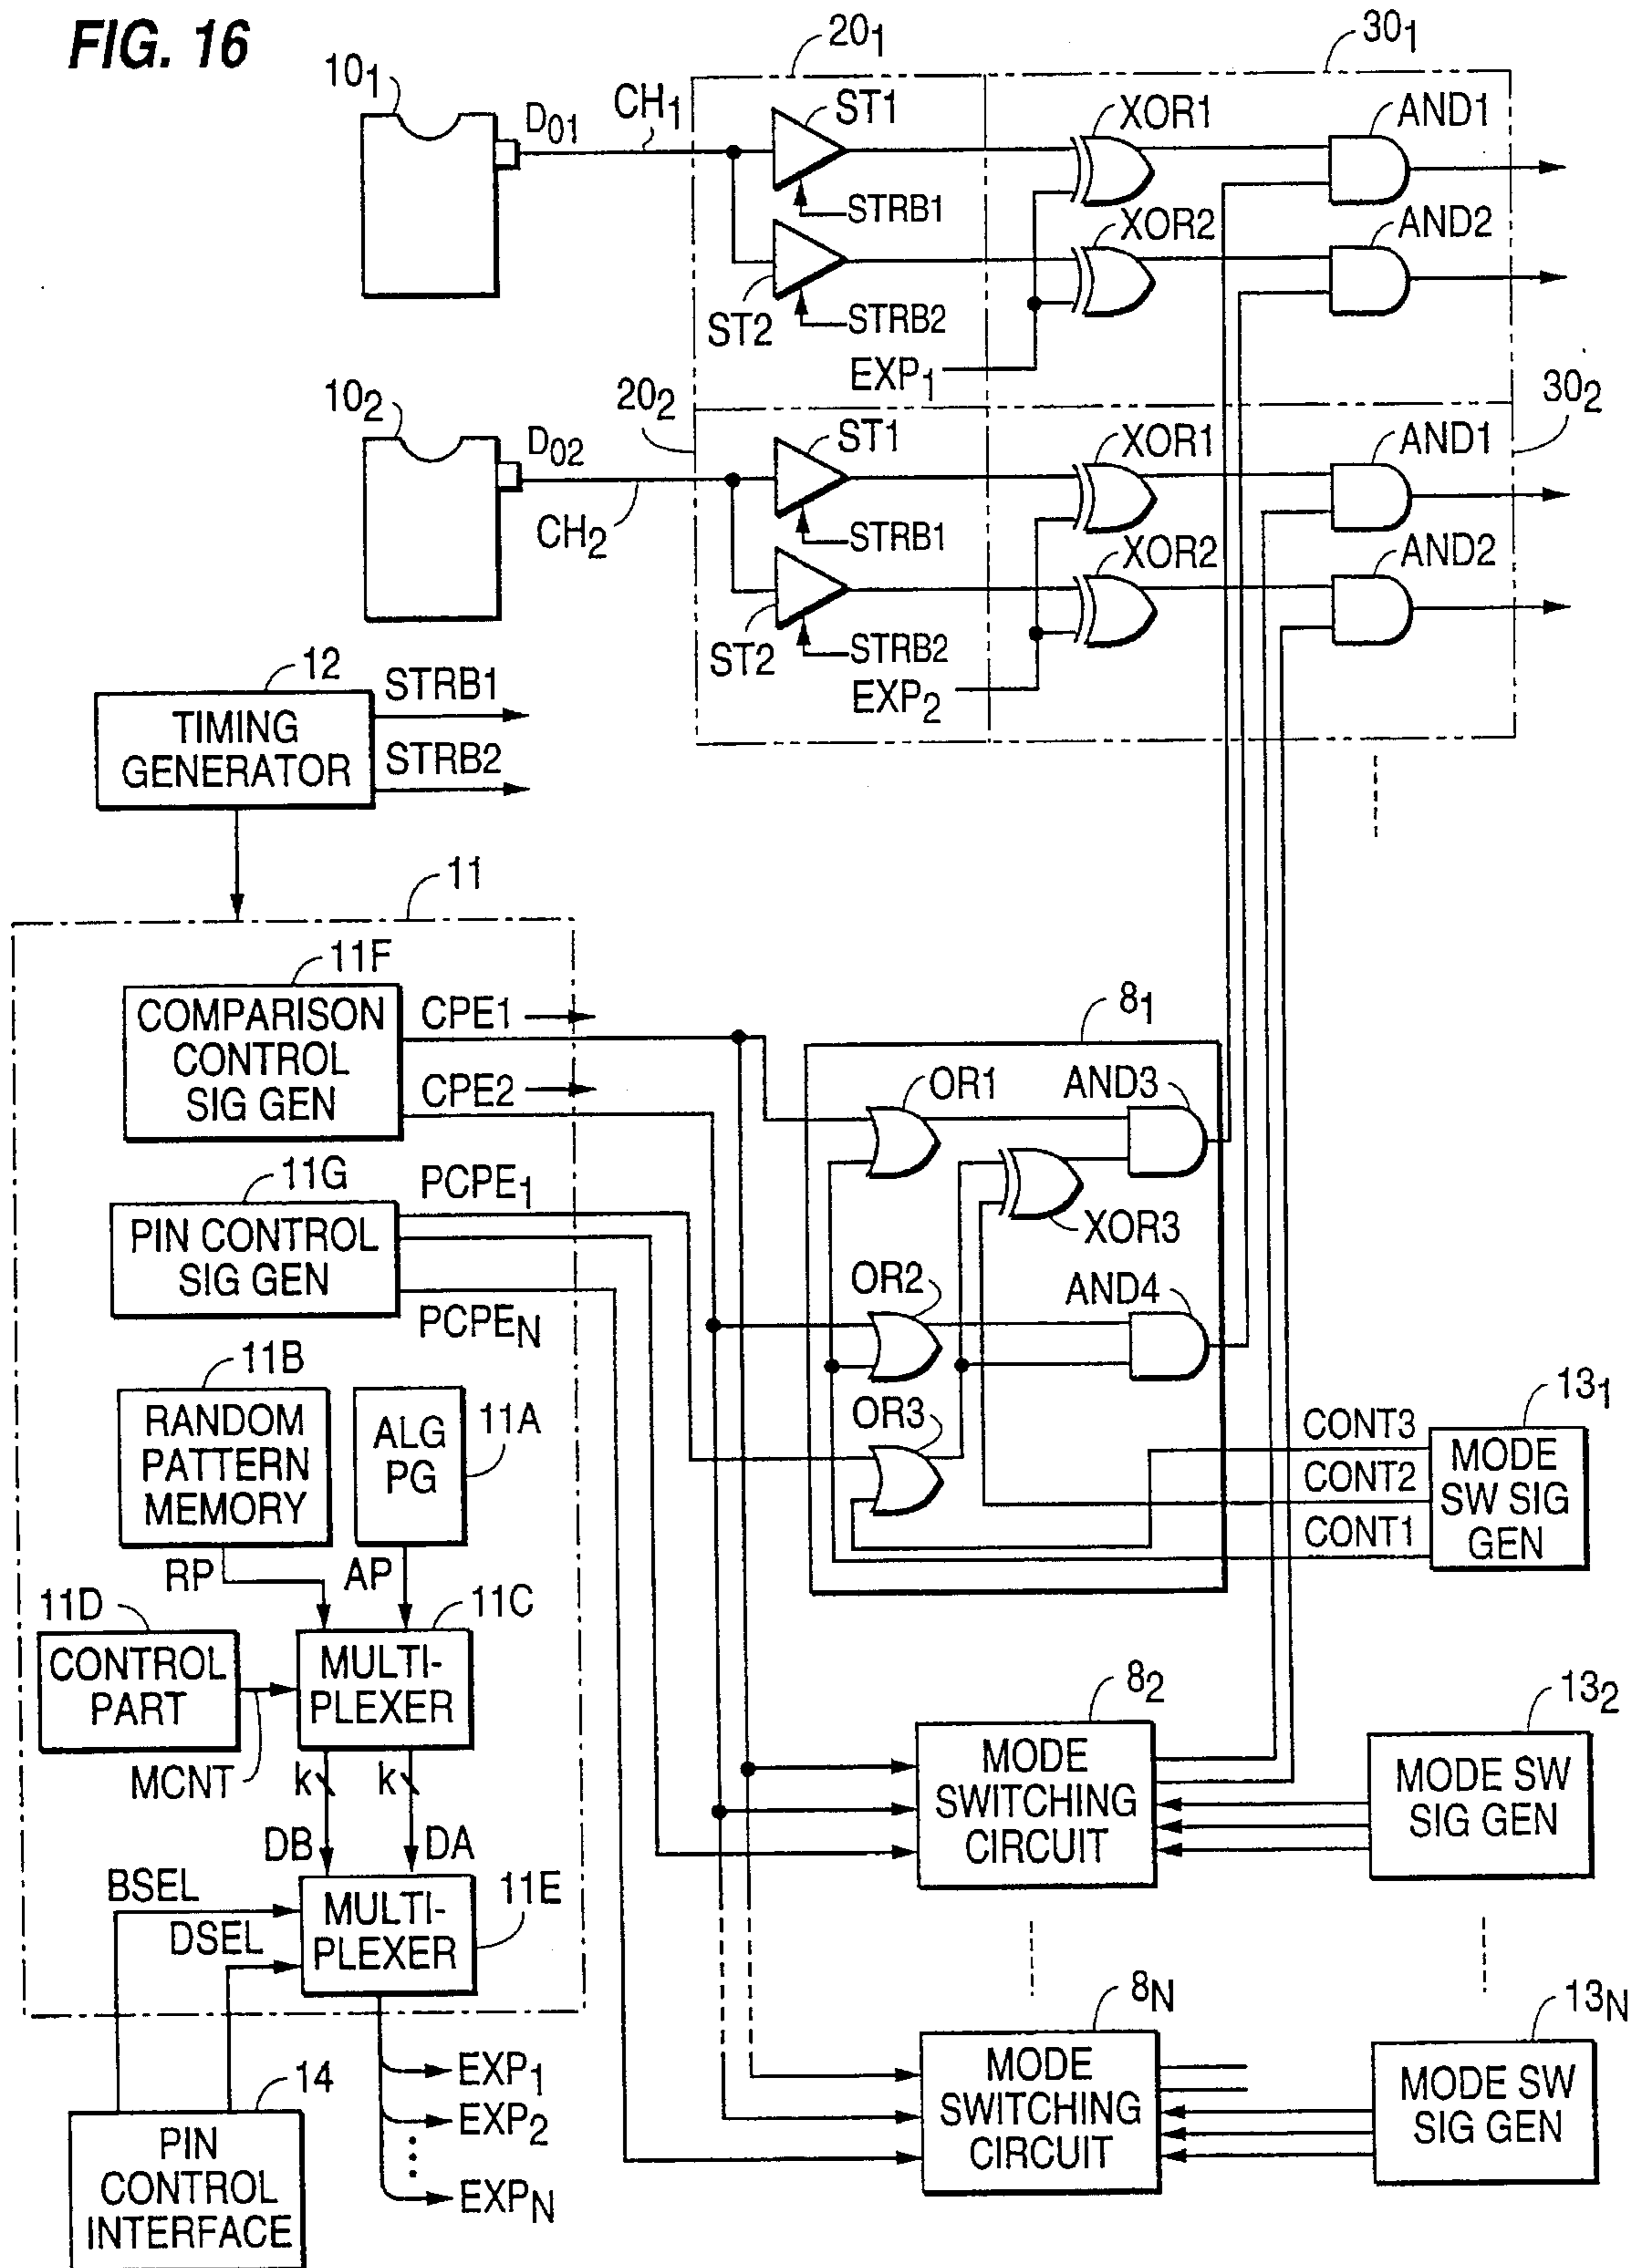 FIG. 16
20₁
30₁
10₁
D₀₁
CH₁
ST1
XOR1
AND1
STRB1
XOR2
AND2
ST2
STRB2
EXP₁
10₂
20₂
30₂
D₀₂
ST1
XOR1
AND1
CH₂
STRB1
XOR2
AND2
ST2
STRB2
EXP₂
12
TIMING
GENERATOR
STRB1
STRB2
11
11F
COMPARISON
CONTROL
SIG GEN
CPE1
CPE2
8₁
OR1
AND3
XOR3
11G
PIN CONTROL
SIG GEN
PCPE₁
PCPE_N
OR2
AND4
OR3
11B
RANDOM
PATTERN
MEMORY
ALG
PG
11A
13₁
CONT3
CONT2
CONT1
MODE
SW SIG
GEN
RP
AP
11D
CONTROL
PART
MCNT
11C
MULTI-
PLEXER
k
k
DB
DA
8₂
MODE
SWITCHING
CIRCUIT
13₂
MODE SW
SIG GEN
BSEL
DSEL
11E
MULTI-
PLEXER
8_N
MODE
SWITCHING
CIRCUIT
13_N
MODE SW
SIG GEN
14
PIN
CONTROL
INTERFACE
EXP₁
EXP₂
EXP_N